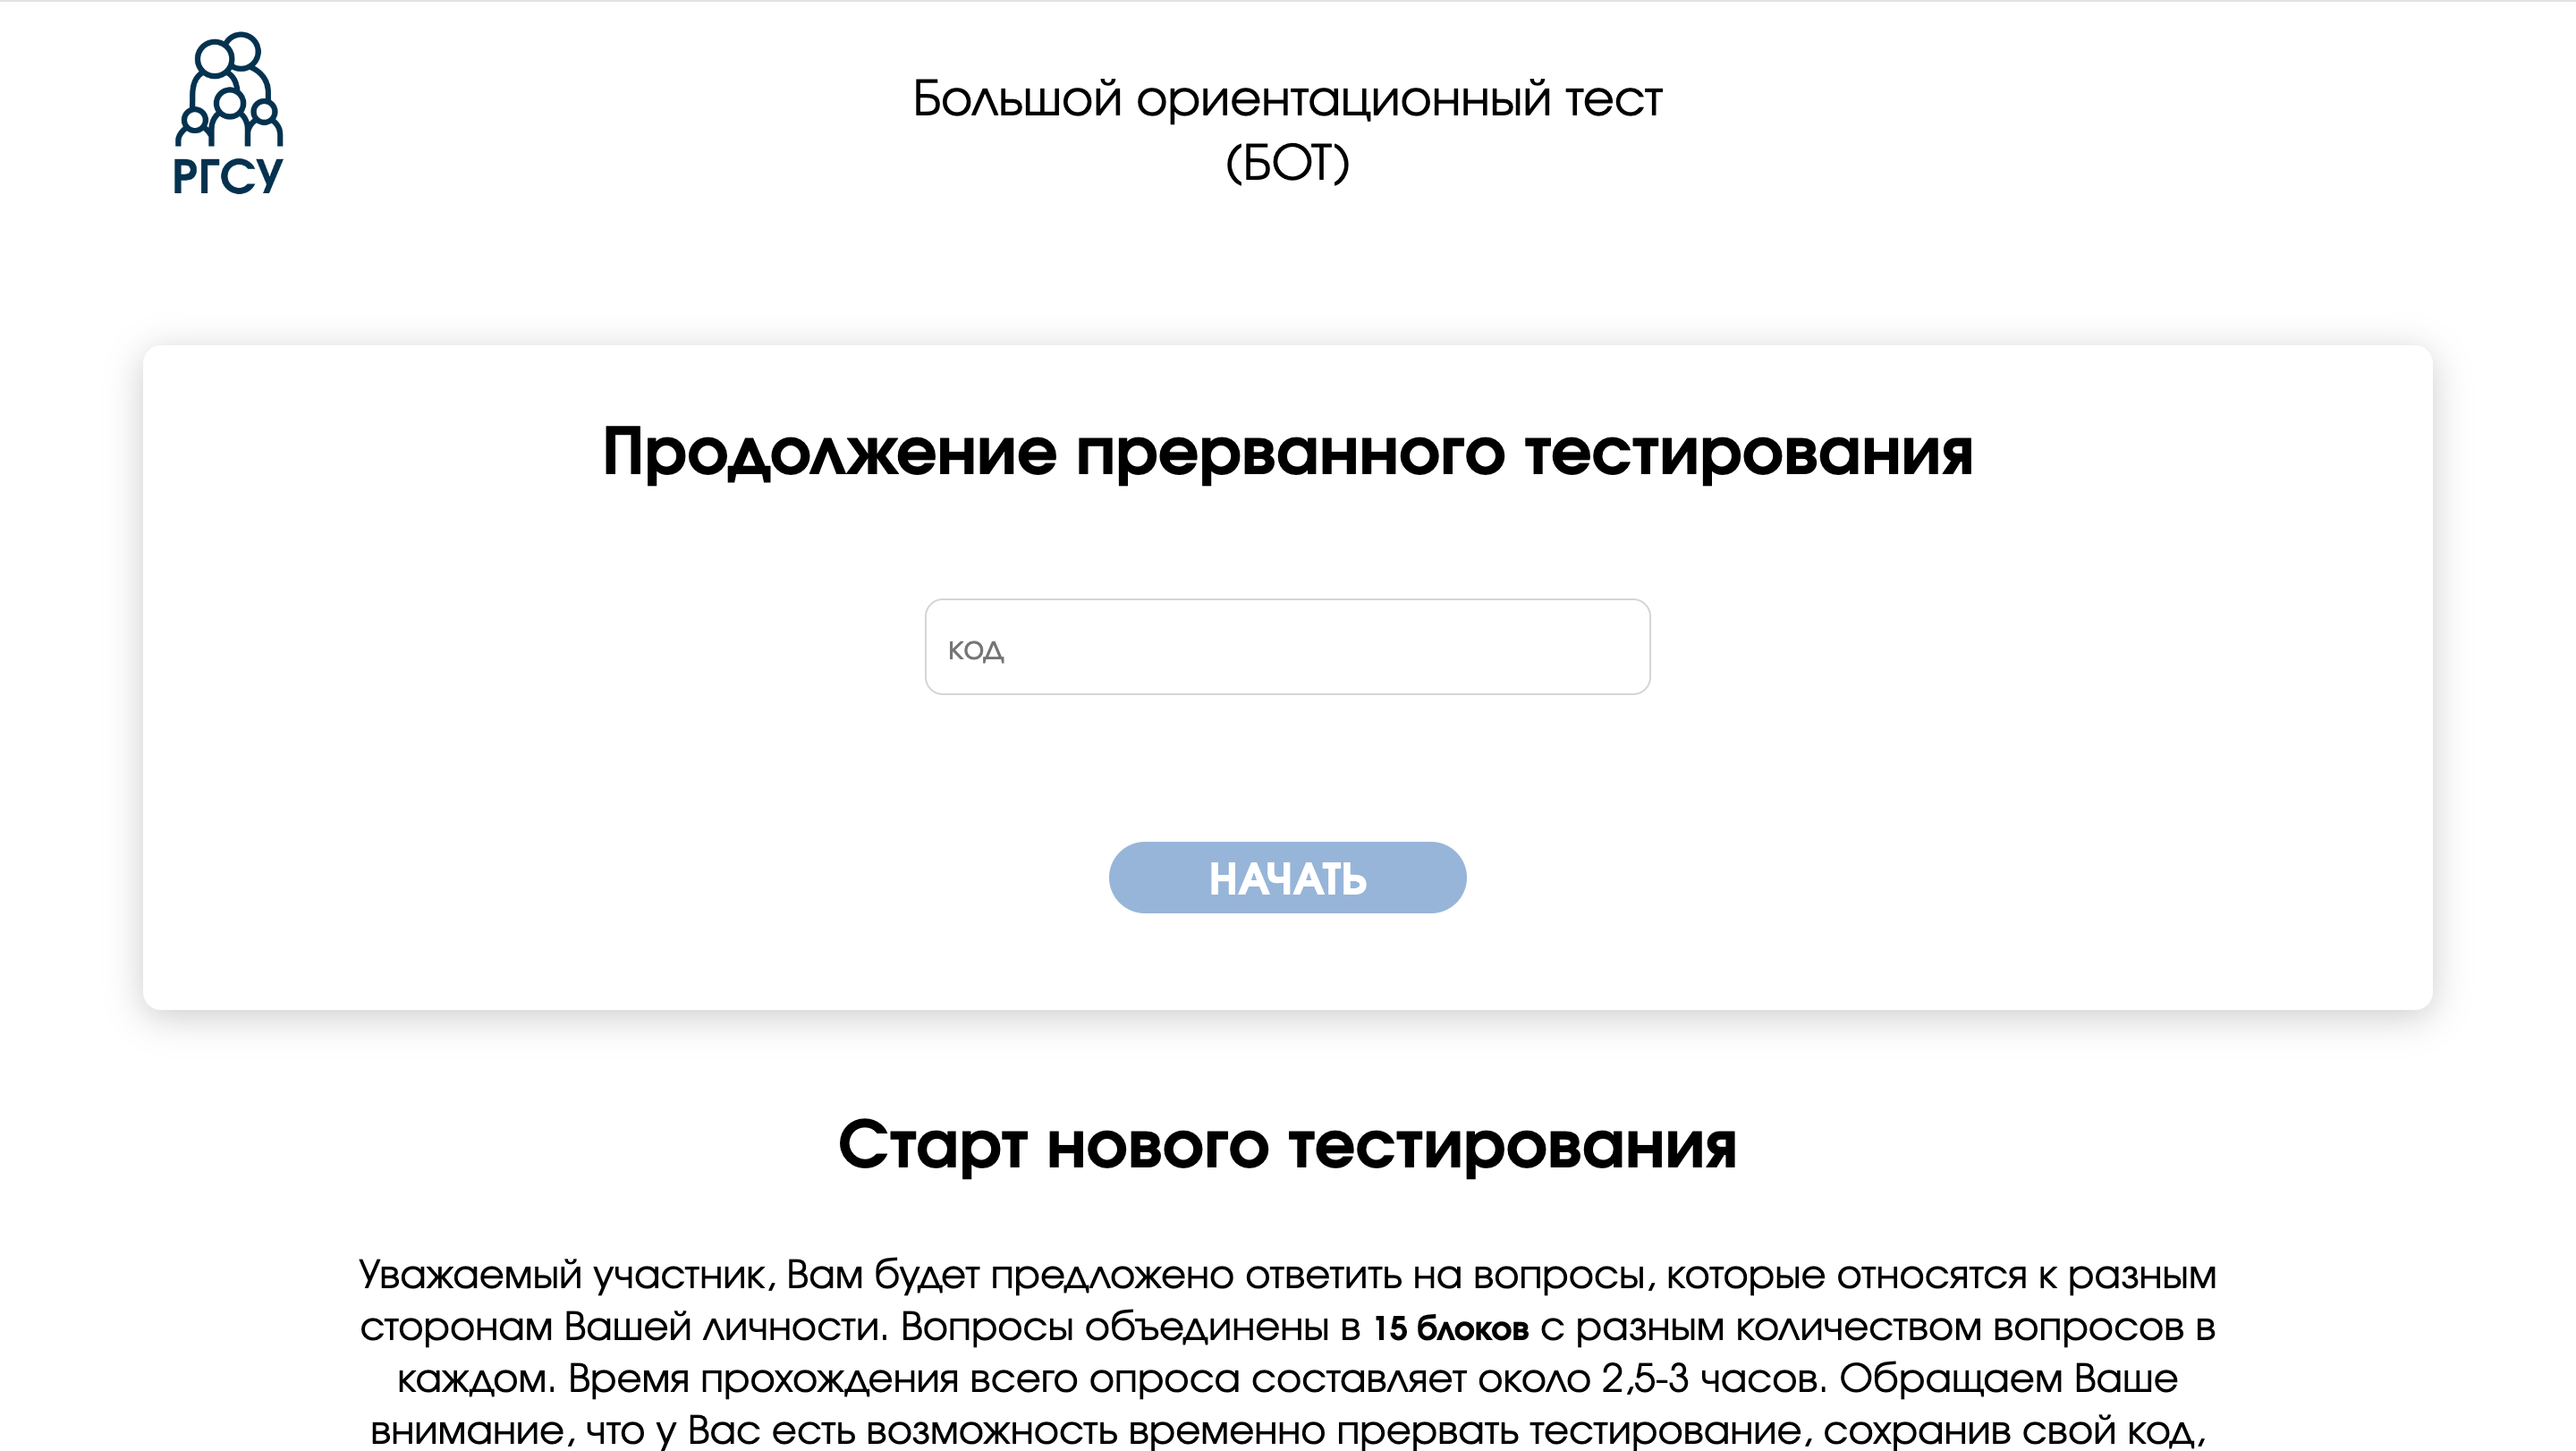 РГСУ
Большой ориентационный тест
(БОТ)
Продолжение прерванного тестирования
код
НАЧАТЬ
Старт нового тестирования
Уважаемый участник, Вам будет предложено ответить на вопросы, которые относятся к разным
сторонам Вашей личности. Вопросы объединены в 15 блоков с разным количеством вопросов в
каждом. Время прохождения всего опроса составляет около 2,5-3 часов. Обращаем Ваше
внимание, что у Вас есть возможность временно прервать тестирование, сохранив свой код,